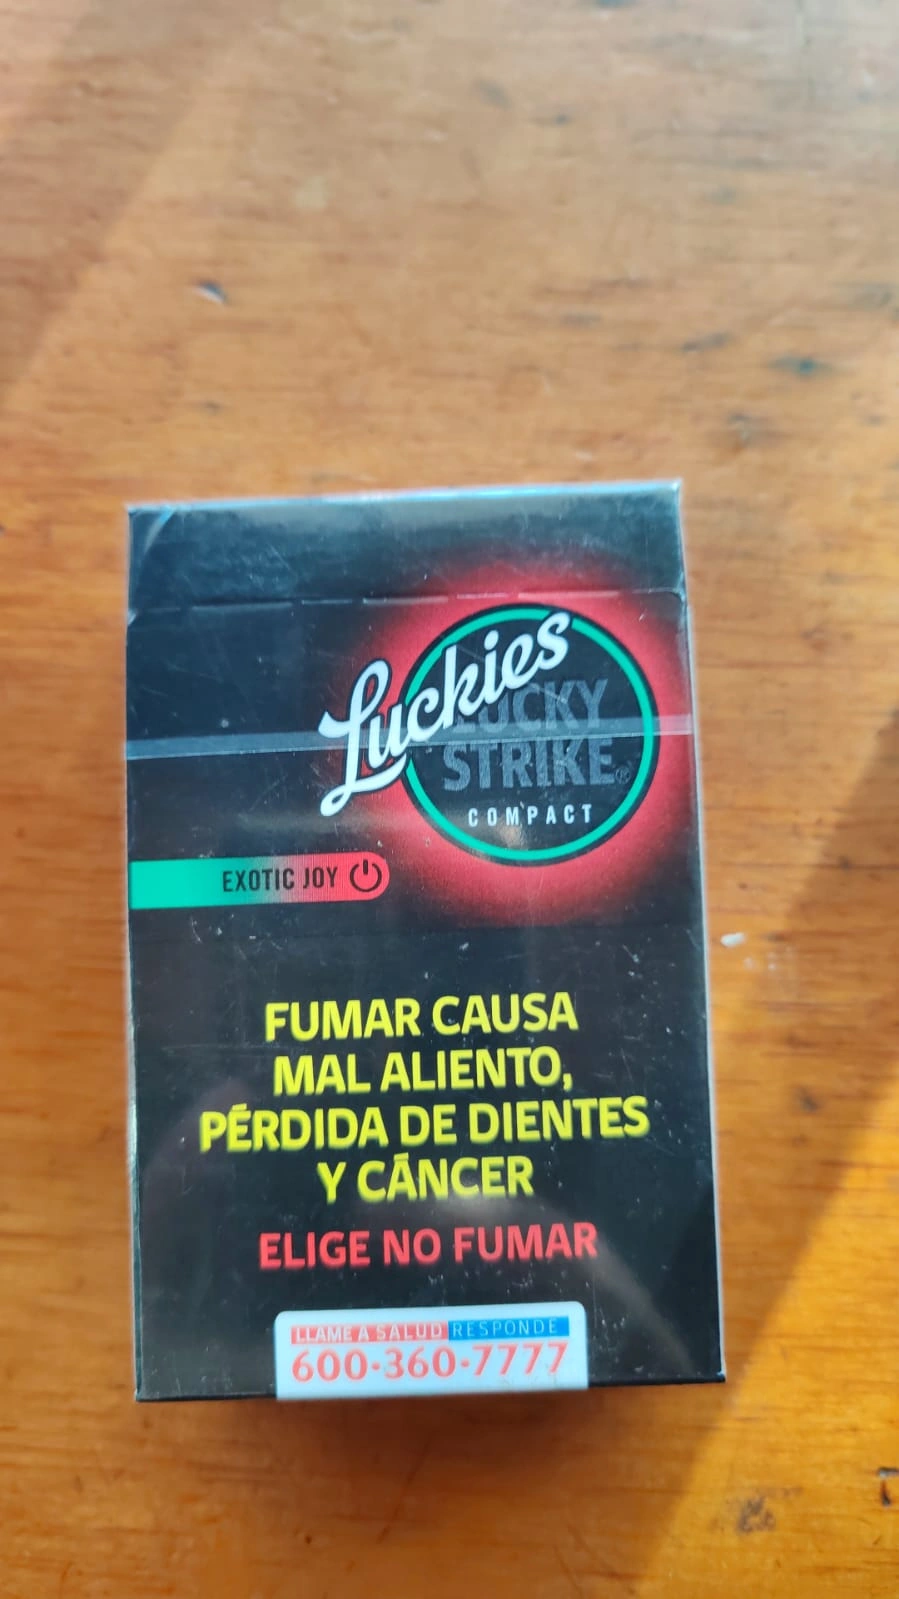 Luckies
LUCKY
STRIKE®
COMPACT
EXOTIC JOY
FUMAR CAUSA
MAL ALIENTO,
PÉRDIDA DE DIENTES
Y CÁNCER
ELIGE NO FUMAR
LLAME A SALUD RESPONDE
600-360-7777